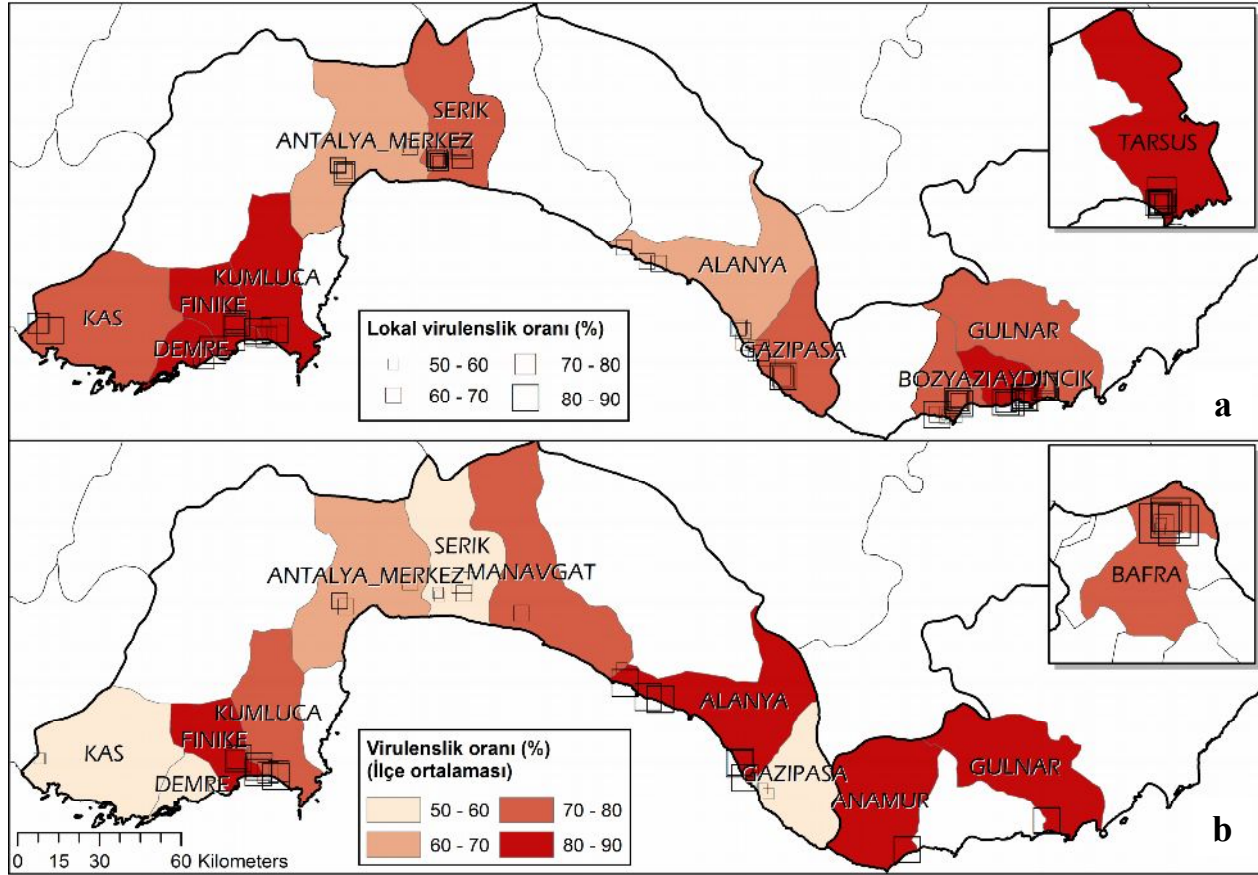 SERIK
ANTALYA_MERKEZ
TARSUS
ALANYA
KUMLUCA
KAS
FINIKE
DEMRE
GULNAR
GAZIPASA
BOZYAZI
AYDINCIK
Lokal virulenslik oranı (%)
50 - 60
70 - 80
60 - 70
80 - 90
a
SERIK
ANTALYA_MERKEZ
MANAVGAT
BAFRA
ALANYA
KUMLUCA
FINIKE
KAS
DEMRE
GAZIPASA
GULNAR
ANAMUR
Virulenslik oranı (%)
(İlçe ortalaması)
50 - 60
70 - 80
60 - 70
80 - 90
0 15 30 60 Kilometers
b